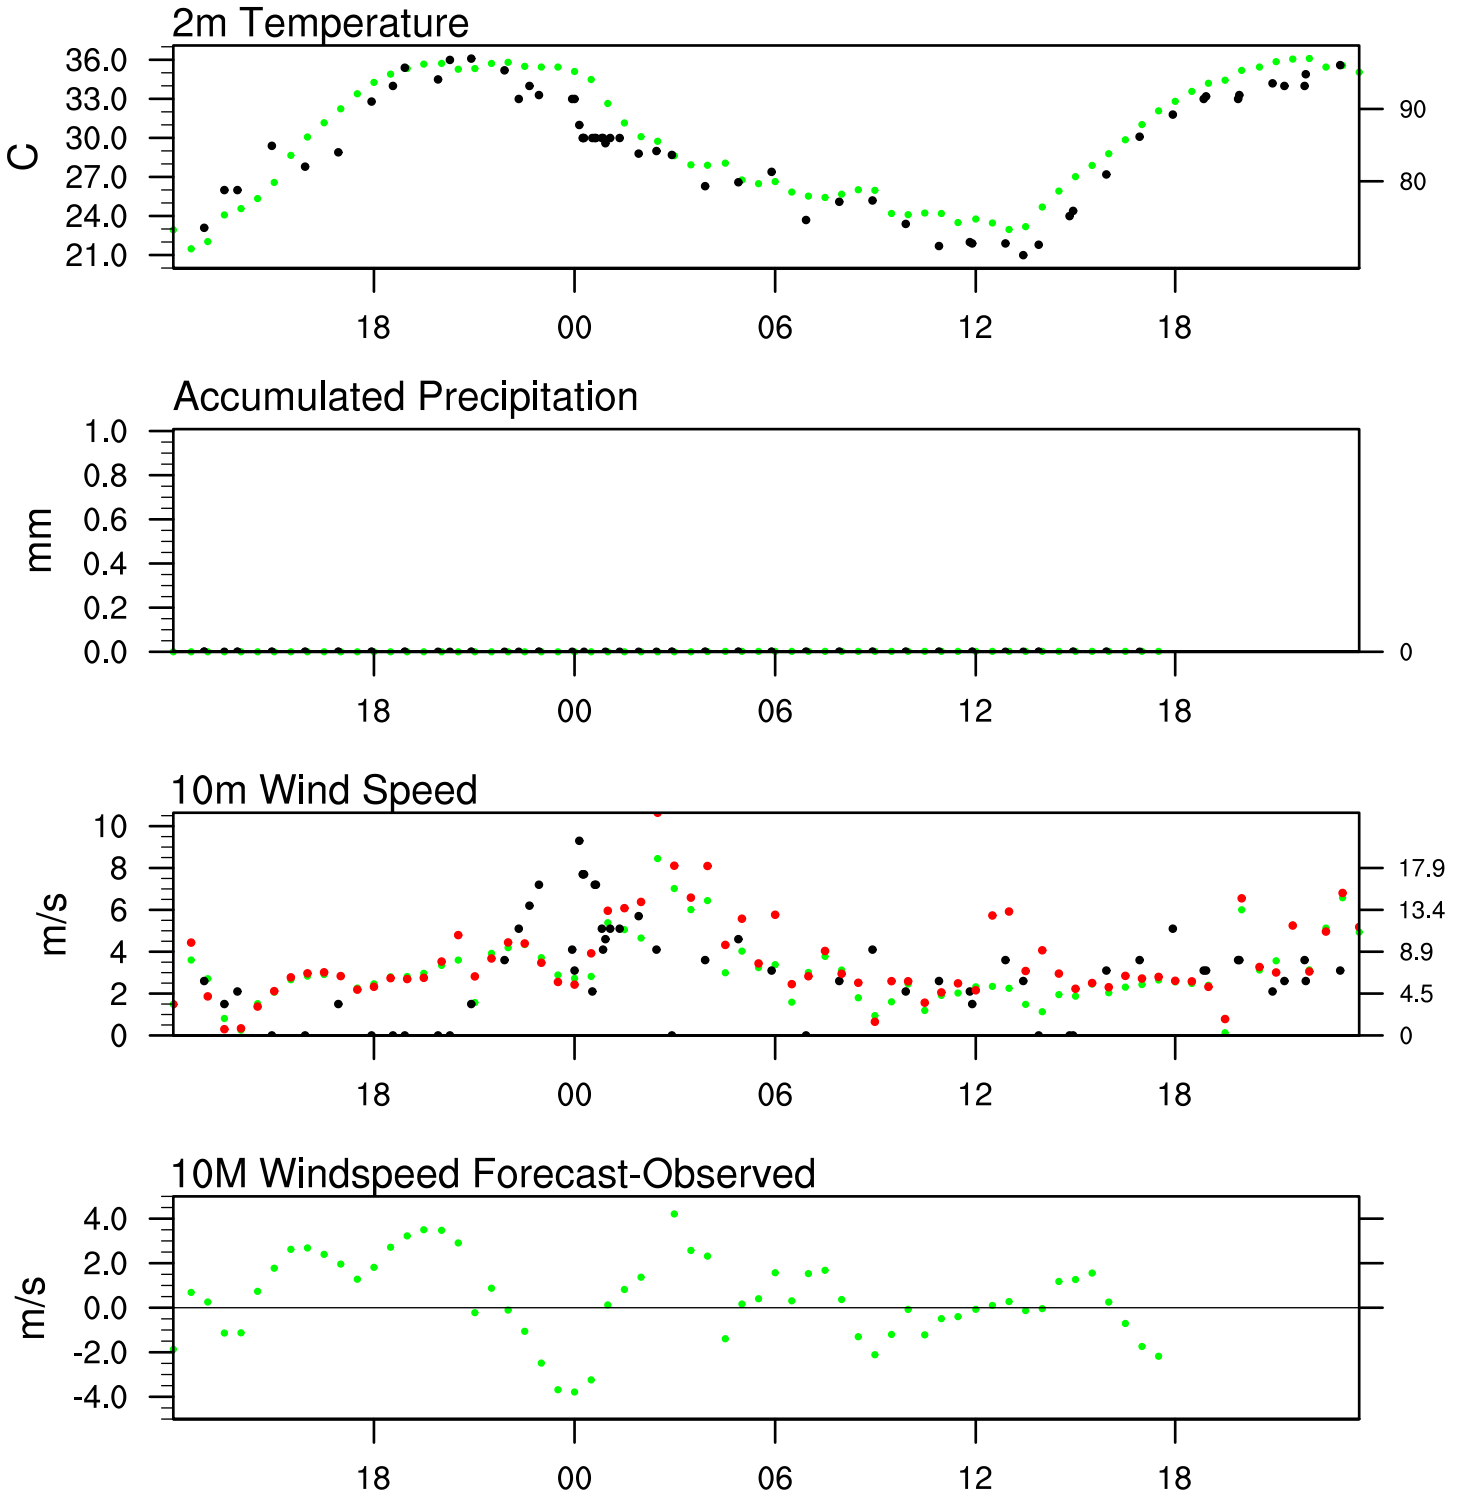 2m Temperature
C
36.0
33.0
30.0
27.0
24.0
21.0
90
80
18 00 06 12 18
Accumulated Precipitation
mm
1.0
0.8
0.6
0.4
0.2
0.0
0
18 00 06 12 18
10m Wind Speed
m/s
10
8
6
4
2
0
17.9
13.4
8.9
4.5
0
18 00 06 12 18
10M Windspeed Forecast-Observed
m/s
4.0
2.0
0.0
-2.0
-4.0
18 00 06 12 18